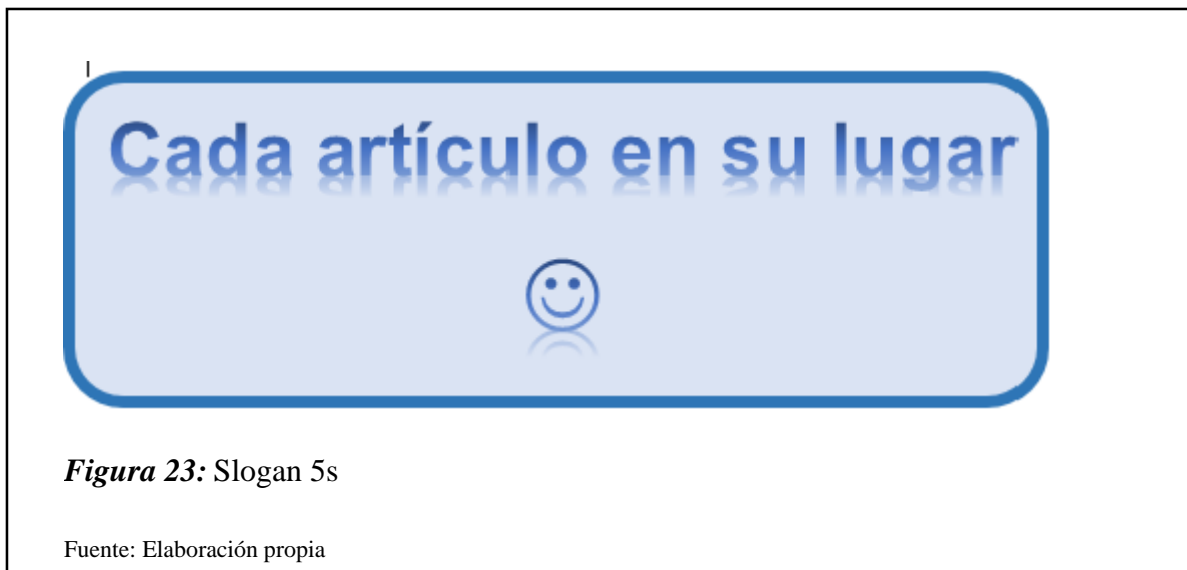 Cada artículo en su lugar
Figura 23: Slogan 5s
Fuente: Elaboración propia